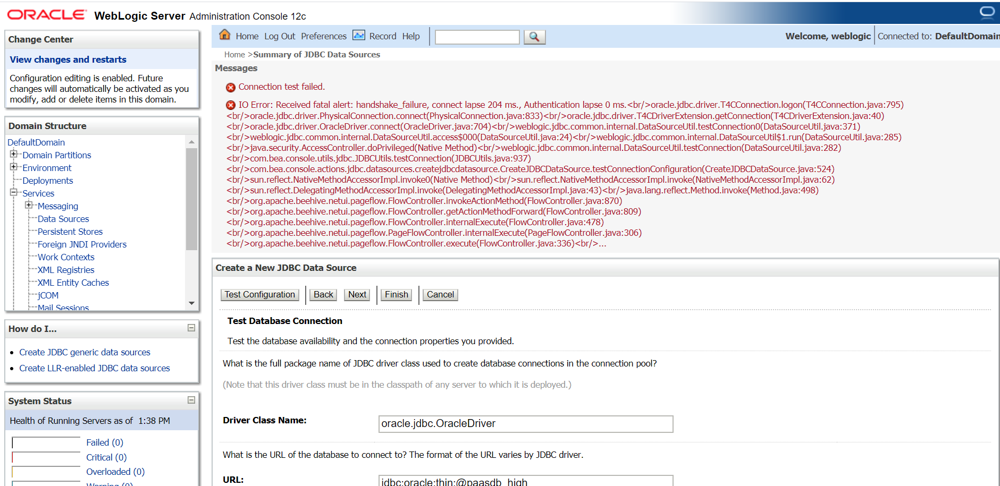 ORACLE WebLogic Server Administration Console 12c
Change Center
View changes and restarts
Configuration editing is enabled. Future
changes will automatically be activated as you
modify, add or delete items in this domain.
Domain Structure
DefaultDomain
Domain Partitions
Environment
Deployments
Services
Messaging
Data Sources
Persistent Stores
Foreign JNDI Providers
Work Contexts
XML Registries
XML Entity Caches
jCOM
Mail Sessions
How do I...
Create JDBC generic data sources
Create LLR-enabled JDBC data sources
System Status
Health of Running Servers as of 1:38 PM
Failed (0)
Critical (0)
Overloaded (0)
Warning (0)
Home Log Out Preferences Record Help
Welcome, weblogic Connected to: DefaultDomain
Home >Summary of JDBC Data Sources
Messages
Connection test failed.
IO Error: Received fatal alert: handshake_failure, connect lapse 204 ms., Authentication lapse 0 ms.<br/>oracle.jdbc.driver.T4CConnection.logon(T4CConnection.java:795)
<br/>oracle.jdbc.driver.PhysicalConnection.connect(PhysicalConnection.java:833)<br/>oracle.jdbc.driver.T4CDriverExtension.getConnection(T4CDriverExtension.java:40)
<br/>oracle.jdbc.driver.OracleDriver.connect(OracleDriver.java:704)<br/>weblogic.jdbc.common.internal.DataSourceUtil.testConnection0(DataSourceUtil.java:371)
<br/>weblogic.jdbc.common.internal.DataSourceUtil.access$000(DataSourceUtil.java:24)<br/>weblogic.jdbc.common.internal.DataSourceUtil$1.run(DataSourceUtil.java:285)
<br/>java.security.AccessController.doPrivileged(Native Method)<br/>weblogic.jdbc.common.internal.DataSourceUtil.testConnection(DataSourceUtil.java:282)
<br/>com.bea.console.utils.jdbc.JDBCUtils.testConnection(JDBCUtils.java:937)
<br/>com.bea.console.actions.jdbc.datasources.createjdbcdatasource.CreateJDBCDataSource.testConnectionConfiguration(CreateJDBCDataSource.java:524)
<br/>sun.reflect.NativeMethodAccessorImpl.invoke0(Native Method)<br/>sun.reflect.NativeMethodAccessorImpl.invoke(NativeMethodAccessorImpl.java:62)
<br/>sun.reflect.DelegatingMethodAccessorImpl.invoke(DelegatingMethodAccessorImpl.java:43)<br/>java.lang.reflect.Method.invoke(Method.java:498)
<br/>org.apache.beehive.netui.pageflow.FlowController.invokeActionMethod(FlowController.java:870)
<br/>org.apache.beehive.netui.pageflow.FlowController.getActionMethodForward(FlowController.java:809)
<br/>org.apache.beehive.netui.pageflow.FlowController.internalExecute(FlowController.java:478)
<br/>org.apache.beehive.netui.pageflow.PageFlowController.internalExecute(PageFlowController.java:306)
<br/>org.apache.beehive.netui.pageflow.FlowController.execute(FlowController.java:336)<br/>...
Create a New JDBC Data Source
Test Configuration Back Next Finish Cancel
Test Database Connection
Test the database availability and the connection properties you provided.
What is the full package name of JDBC driver class used to create database connections in the connection pool?
(Note that this driver class must be in the classpath of any server to which it is deployed.)
Driver Class Name: oracle.jdbc.OracleDriver
What is the URL of the database to connect to? The format of the URL varies by JDBC driver.
URL: jdbc:oracle:thin:@paasdb_high